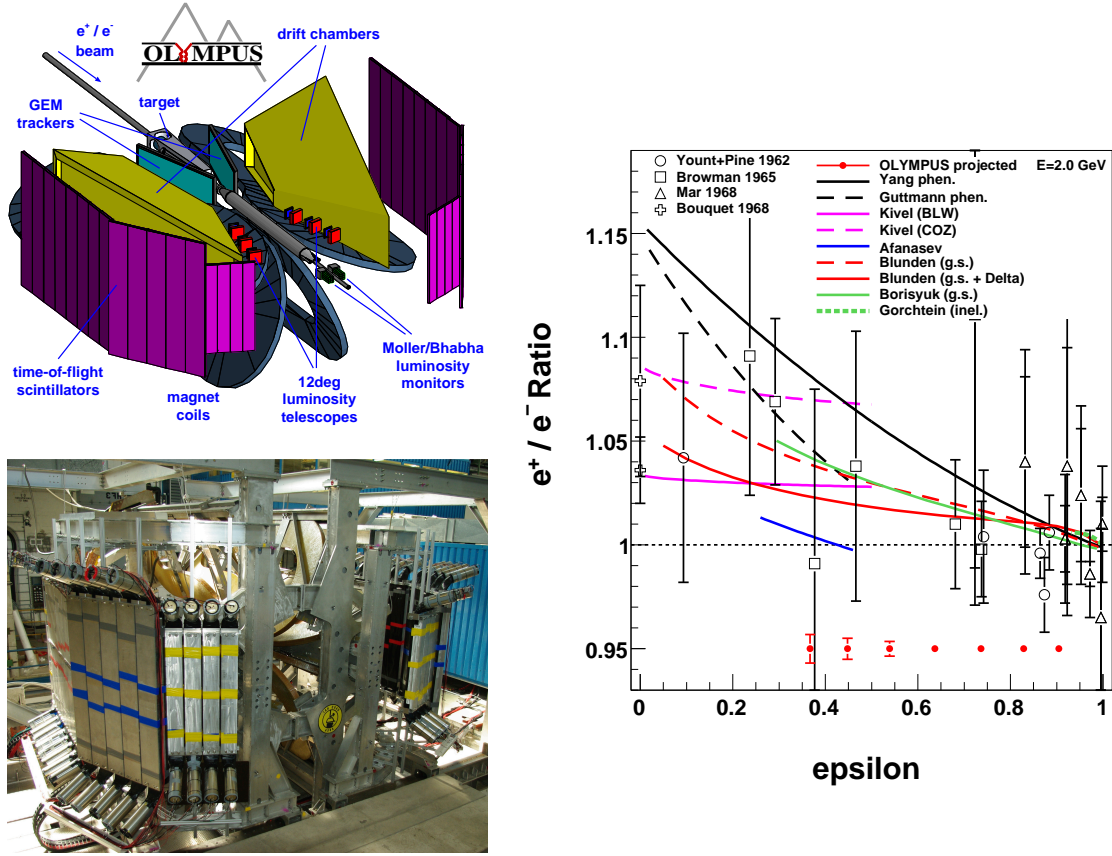 e+ / e-
beam
OLYMPUS
drift chambers
GEM
trackers
target
time-of-flight
scintillators
magnet
coils
12deg
luminosity
telescopes
Moller/Bhabha
luminosity
monitors
Yount+Pine 1962
Browman 1965
Mar 1968
Bouquet 1968
OLYMPUS projected E=2.0 GeV
Yang phen.
Guttmann phen.
Kivel (BLW)
Kivel (COZ)
Afanasev
Blunden (g.s.)
Blunden (g.s. + Delta)
Borisyuk (g.s.)
Gorchtein (inel.)
e+ / e− Ratio
1.15
1.1
1.05
1
0.95
0 0.2 0.4 0.6 0.8 1
epsilon